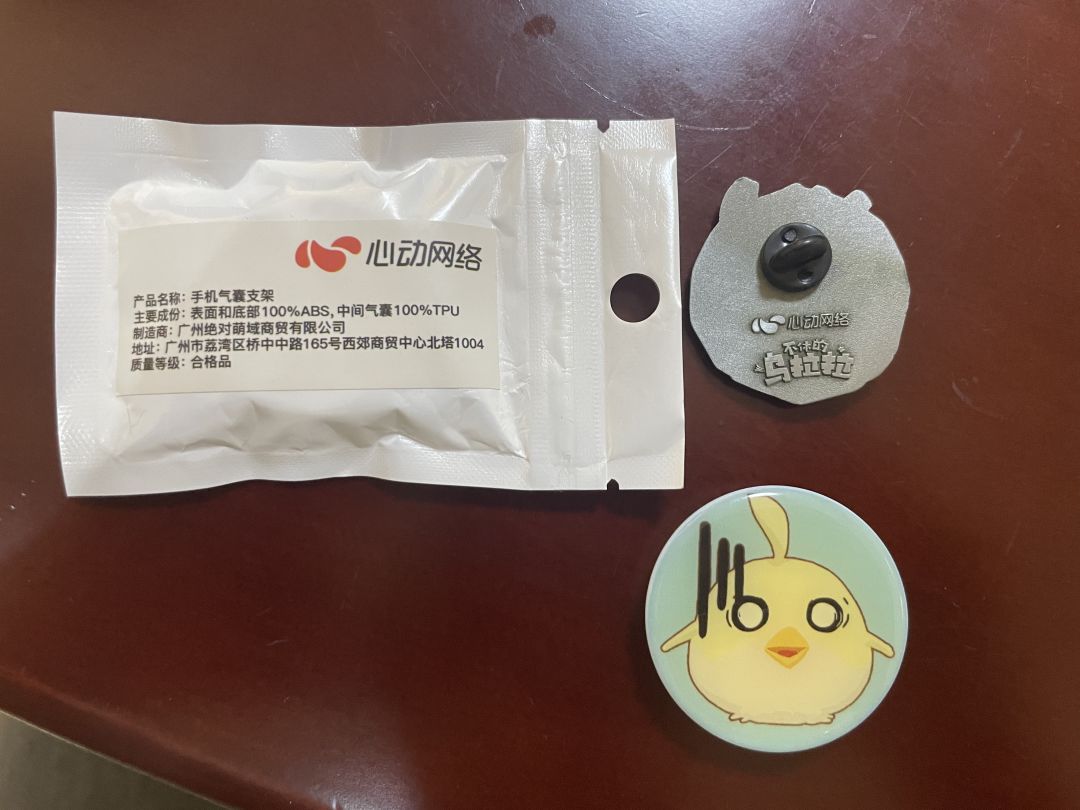 心动网络
产品名称：手机气囊支架
主要成份：表面和底部100%ABS，中间气囊100%TPU
制造商：广州绝对萌域商贸有限公司
地址：广州市荔湾区桥中中路165号西郊商贸中心北塔1004
质量等级：合格品
心动网络
不休的
乌拉拉